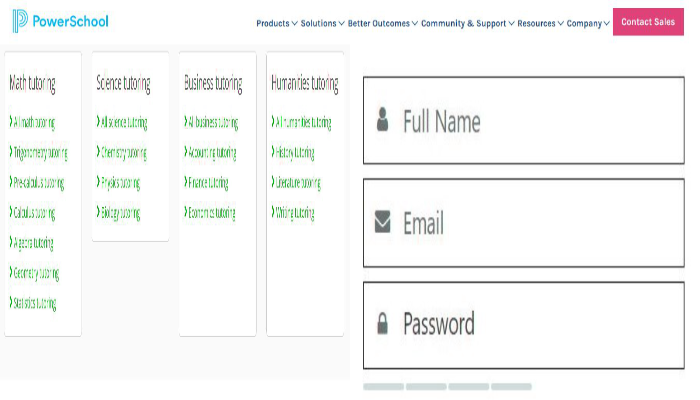 PowerSchool
Products Solutions Better Outcomes Community & Support Resources Company Contact Sales
Math tutoring
All math tutoring
Trigonometry tutoring
Pre-calculus tutoring
Calculus tutoring
Algebra tutoring
Geometry tutoring
Statistics tutoring
Science tutoring
All science tutoring
Chemistry tutoring
Physics tutoring
Biology tutoring
Business tutoring
All business tutoring
Accounting tutoring
Finance tutoring
Economics tutoring
Humanities tutoring
All humanities tutoring
History tutoring
Literature tutoring
Writing tutoring
Full Name
Email
Password